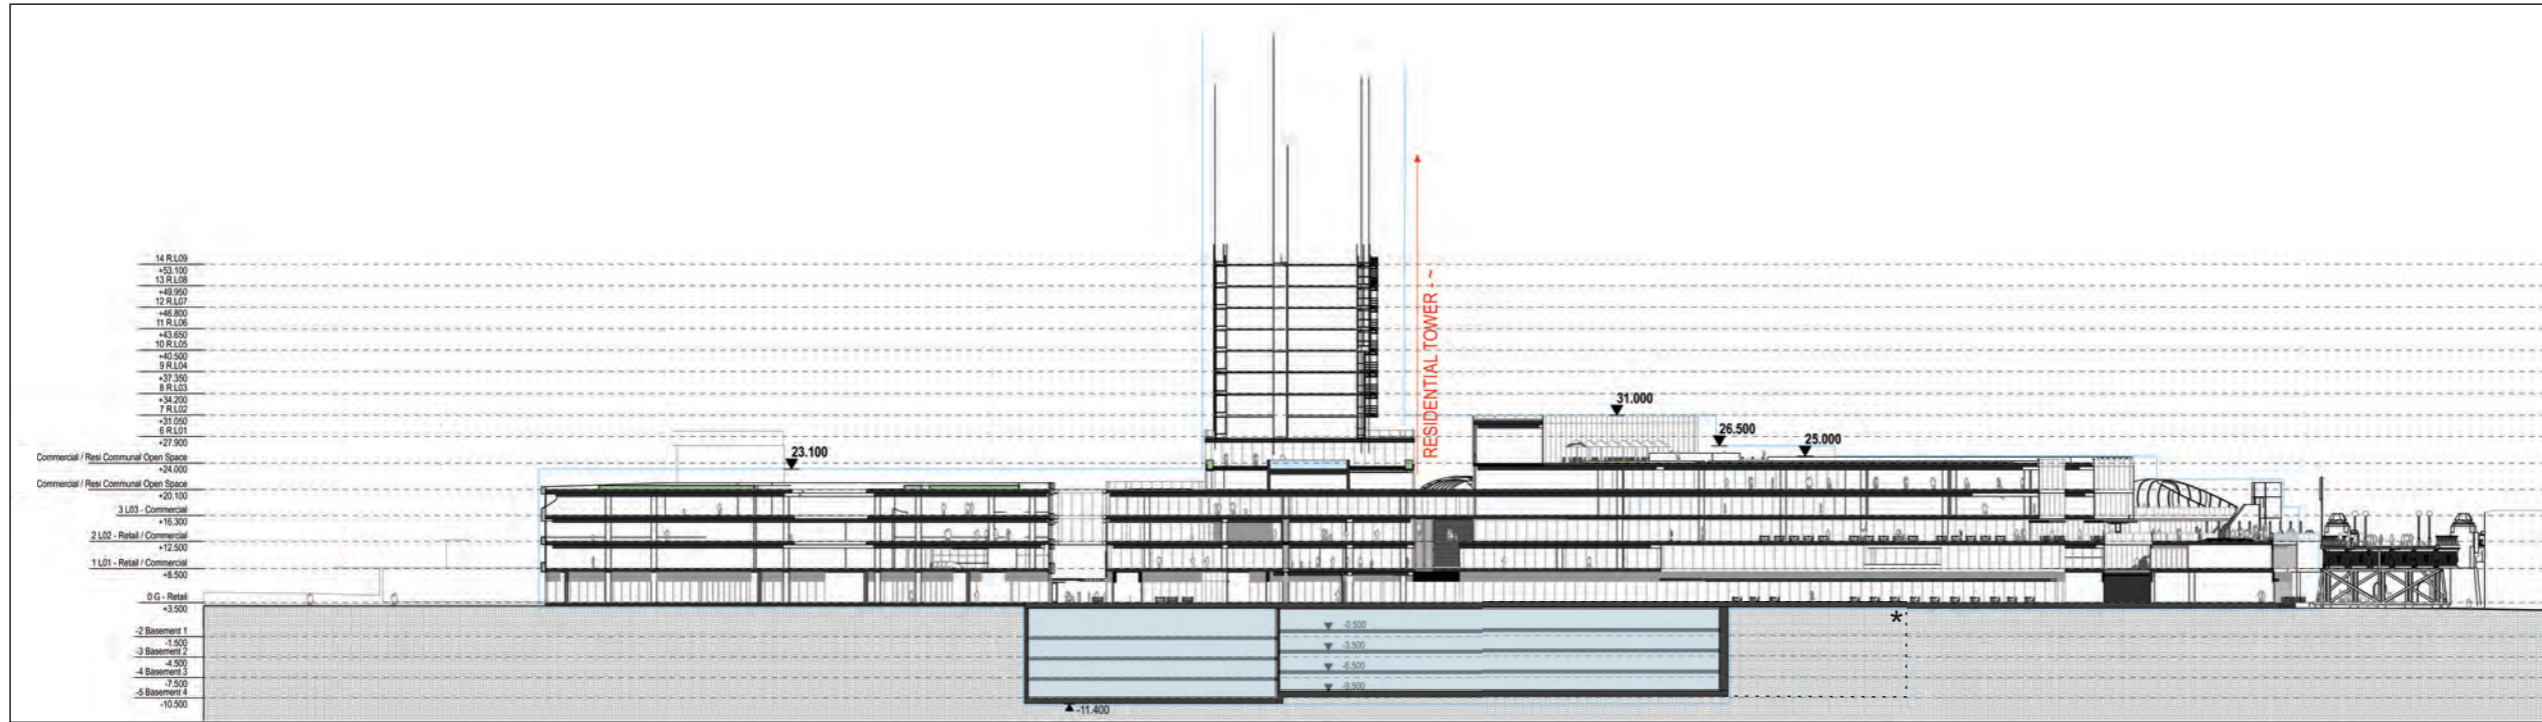 14 R.L09
+53.100
13 R.L08
+49.950
12 R.L07
+46.800
11 R.L06
+43.650
10 R.L05
+40.500
9 R.L04
+37.350
8 R.L03
+34.200
7 R.L02
+31.050
6 R.L01
+27.900
Commercial / Resi Communal Open Space
+24.000
Commercial / Resi Communal Open Space
+20.100
3 L03 - Commercial
+16.300
2 L02 - Retail / Commercial
+12.500
1 L01 - Retail / Commercial
+8.500
0 G - Retail
+3.500
-2 Basement 1
-1.500
-3 Basement 2
-4.500
-4 Basement 3
-7.500
-5 Basement 4
-10.500
23.100
RESIDENTIAL TOWER - ~
31.000
26.500
25.000
-0.500
-3.500
-6.500
-9.500
-11.400
*